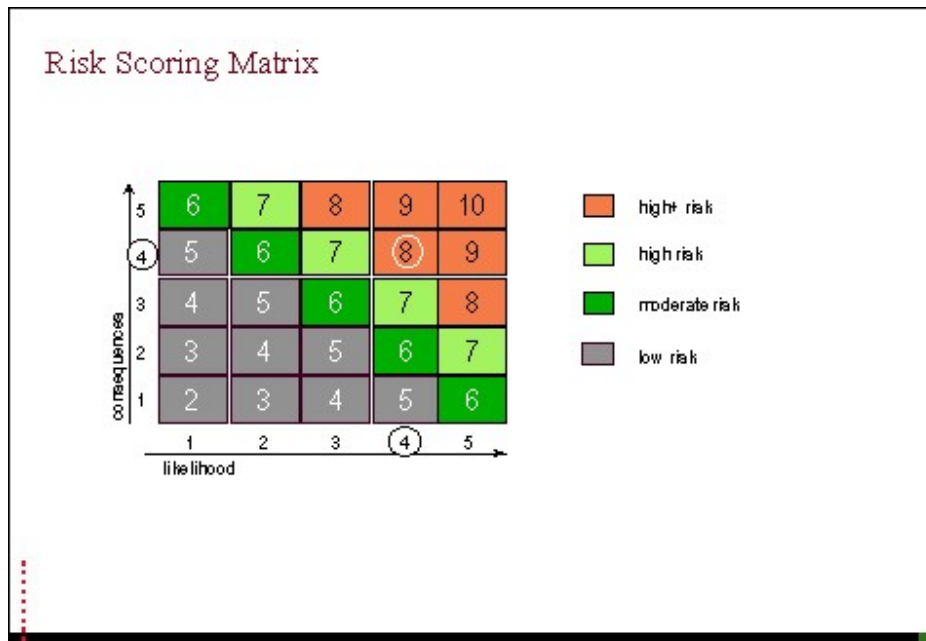 Risk Scoring Matrix
5 6 7 8 9 10
4 5 6 7 8 9
3 4 5 6 7 8
2 3 4 5 6 7
1 2 3 4 5 6
consequences
1 2 3 4 5
likelihood
high+ risk
high risk
moderate risk
low risk